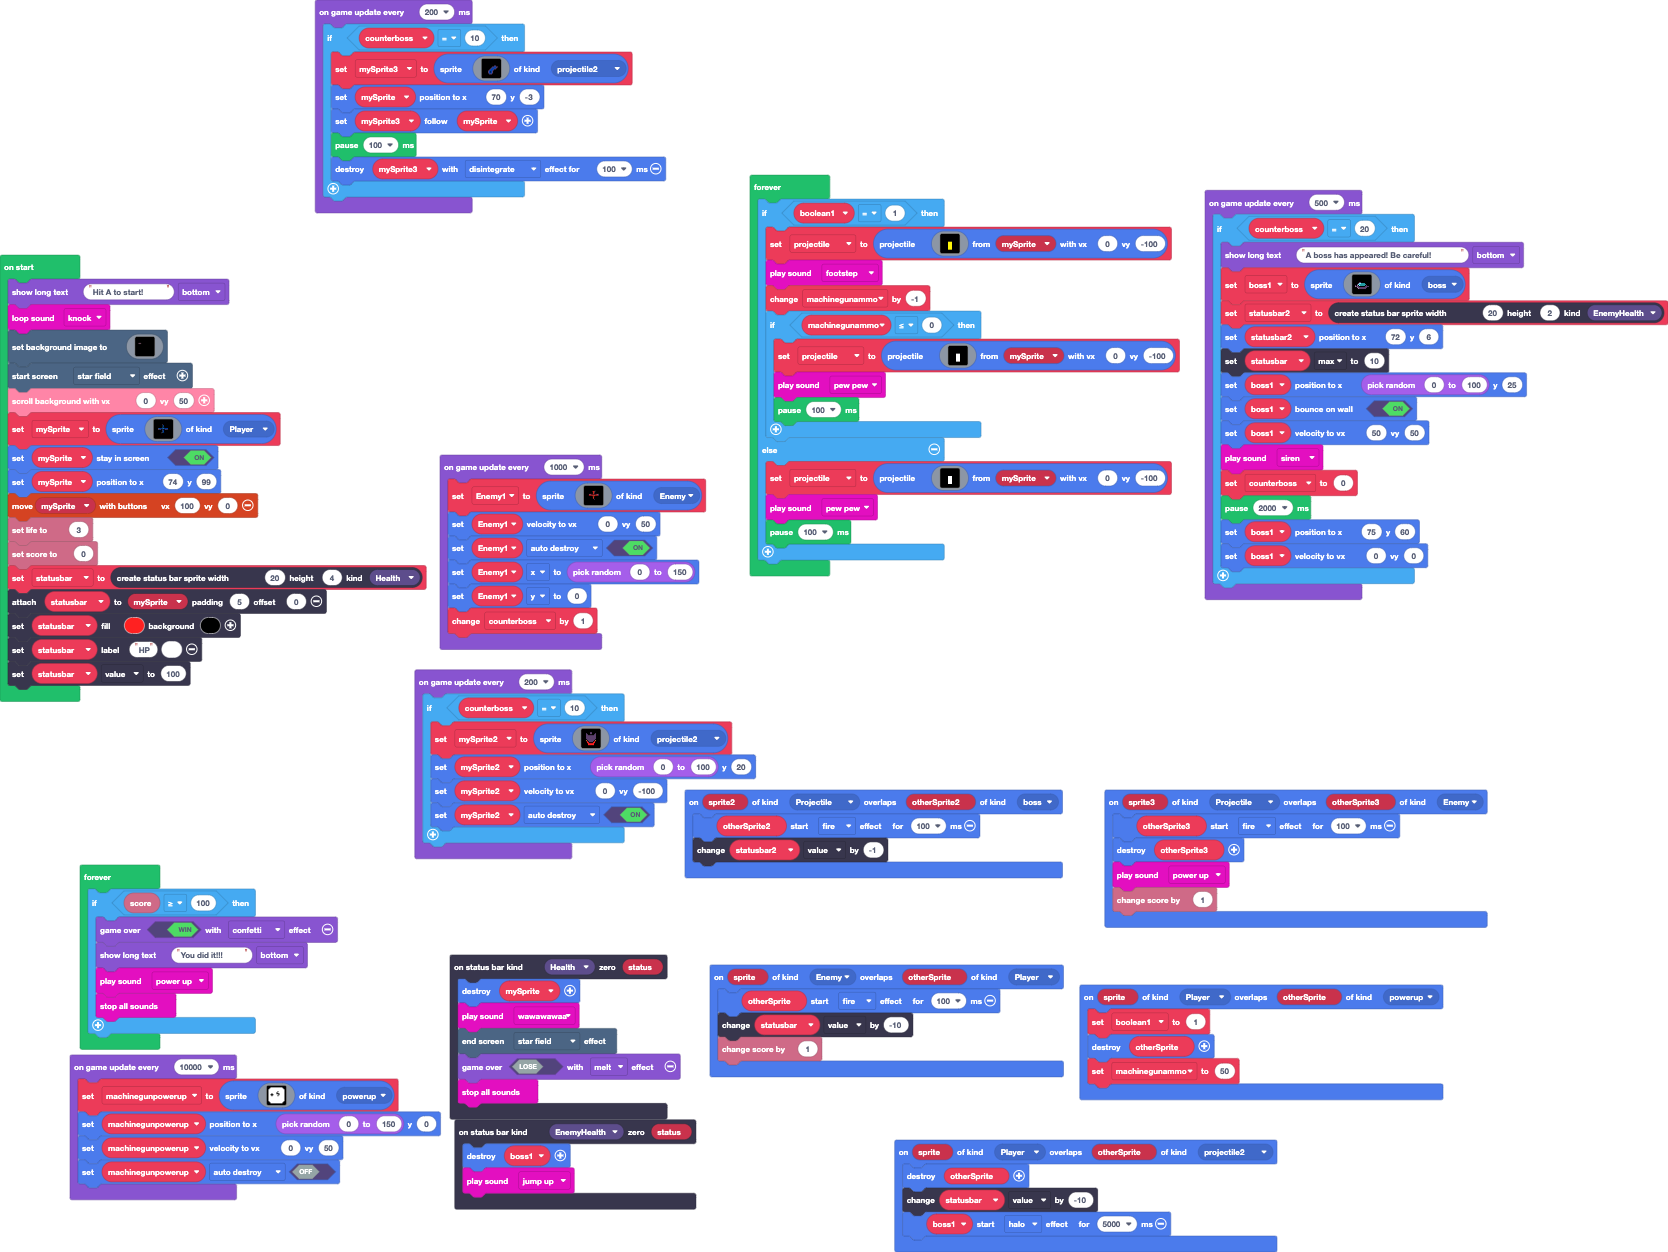 on game update every 200 ms
if counterboss = 10 then
set mySprite3 to sprite of kind projectile2
set mySprite position to x 70 y -3
set mySprite3 follow mySprite
pause 100 ms
destroy mySprite3 with disintegrate effect for 100 ms
on start
show long text "Hit A to start!" bottom
loop sound knock
set background image to
start screen star field effect
scroll background with vx 0 vy 50
set mySprite to sprite of kind Player
set mySprite stay in screen ON
set mySprite position to x 74 y 99
move mySprite with buttons vx 100 vy 0
set life to 3
set score to 0
set statusbar to create status bar sprite width 20 height 4 kind Health
attach statusbar to mySprite padding 5 offset 0
set statusbar fill background
set statusbar label "HP"
set statusbar value to 100
on game update every 1000 ms
set Enemy1 to sprite of kind Enemy
set Enemy1 velocity to vx 0 vy 50
set Enemy1 auto destroy ON
set Enemy1 x to pick random 0 to 150
set Enemy1 y to 0
change counterboss by 1
forever
if boolean1 = 1 then
set projectile to projectile from mySprite with vx 0 vy -100
play sound footstep
change machinegunammo by -1
if machinegunammo ≤ 0 then
set projectile to projectile from mySprite with vx 0 vy -100
play sound pew pew
pause 100 ms
else
set projectile to projectile from mySprite with vx 0 vy -100
play sound pew pew
pause 100 ms
on game update every 500 ms
if counterboss = 20 then
show long text "A boss has appeared! Be careful!" bottom
set boss1 to sprite of kind boss
set statusbar2 to create status bar sprite width 20 height 2 kind EnemyHealth
set statusbar2 position to x 72 y 6
set statusbar max to 10
set boss1 position to x pick random 0 to 100 y 25
set boss1 bounce on wall ON
set boss1 velocity to vx 50 vy 50
play sound siren
set counterboss to 0
pause 2000 ms
set boss1 position to x 75 y 60
set boss1 velocity to vx 0 vy 0
on game update every 200 ms
if counterboss = 10 then
set mySprite2 to sprite of kind projectile2
set mySprite2 position to x pick random 0 to 100 y 20
set mySprite2 velocity to vx 0 vy -100
set mySprite2 auto destroy ON
on sprite2 of kind Projectile overlaps otherSprite2 of kind boss
otherSprite2 start fire effect for 100 ms
change statusbar2 value by -1
on sprite3 of kind Projectile overlaps otherSprite3 of kind Enemy
otherSprite3 start fire effect for 100 ms
destroy otherSprite3
play sound power up
change score by 1
forever
if score ≥ 100 then
game over WIN with confetti effect
show long text "You did it!!!" bottom
play sound power up
stop all sounds
on game update every 10000 ms
set machinegunpowerup to sprite of kind powerup
set machinegunpowerup position to x pick random 0 to 150 y 0
set machinegunpowerup velocity to vx 0 vy 50
set machinegunpowerup auto destroy OFF
on status bar kind Health zero status
destroy mySprite
play sound wawawawaa
end screen star field effect
game over LOSE with melt effect
stop all sounds
on status bar kind EnemyHealth zero status
destroy boss1
play sound jump up
on sprite of kind Enemy overlaps otherSprite of kind Player
otherSprite start fire effect for 100 ms
change statusbar value by -10
change score by 1
on sprite of kind Player overlaps otherSprite of kind powerup
set boolean1 to 1
destroy otherSprite
set machinegunammo to 50
on sprite of kind Player overlaps otherSprite of kind projectile2
destroy otherSprite
change statusbar value by -10
boss1 start halo effect for 5000 ms